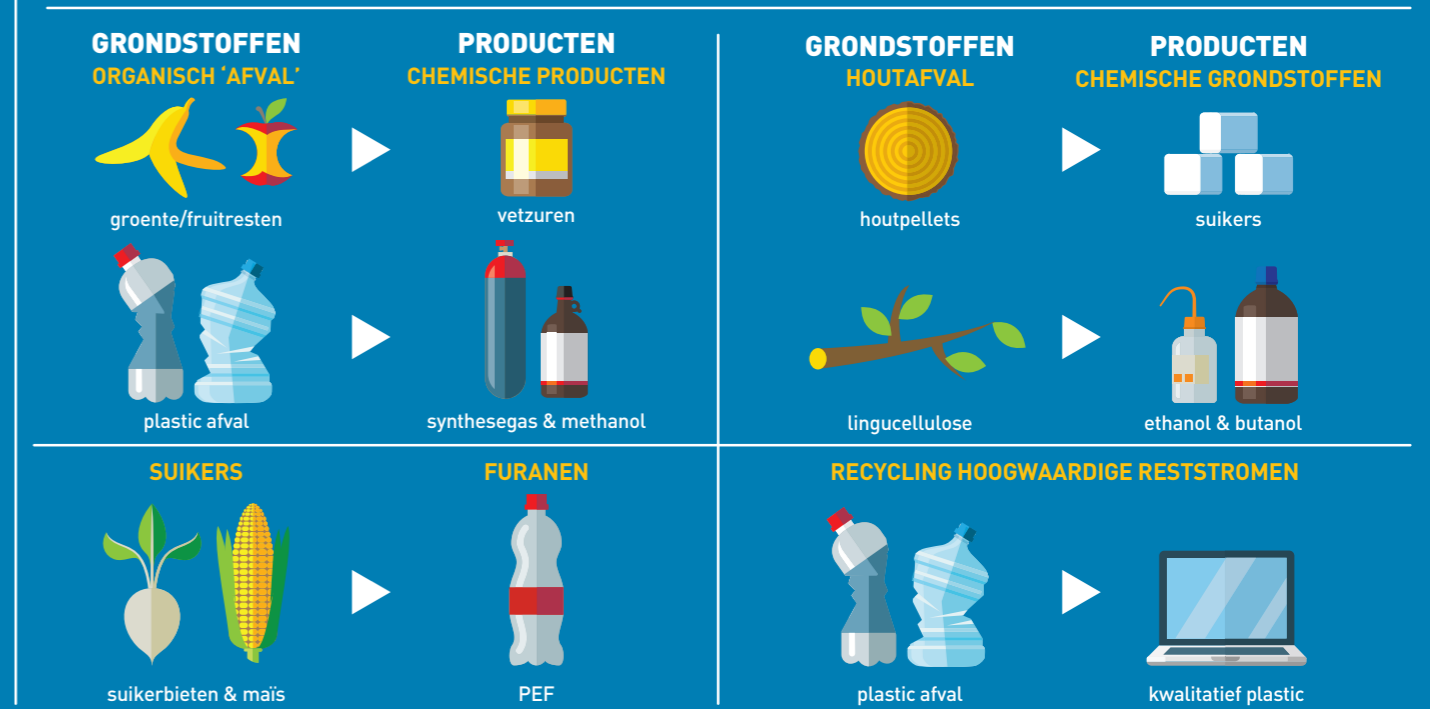 GRONDSTOFFEN
ORGANISCH ‘AFVAL’
PRODUCTEN
CHEMISCHE PRODUCTEN
groente/fruitresten
vetzuren
plastic afval
synthesegas & methanol
GRONDSTOFFEN
HOUTAFVAL
PRODUCTEN
CHEMISCHE GRONDSTOFFEN
houtpellets
suikers
lingucellulose
ethanol & butanol
SUIKERS
FURANEN
suikerbieten & maïs
PEF
RECYCLING HOOGWAARDIGE RESTSTROMEN
plastic afval
kwalitatief plastic